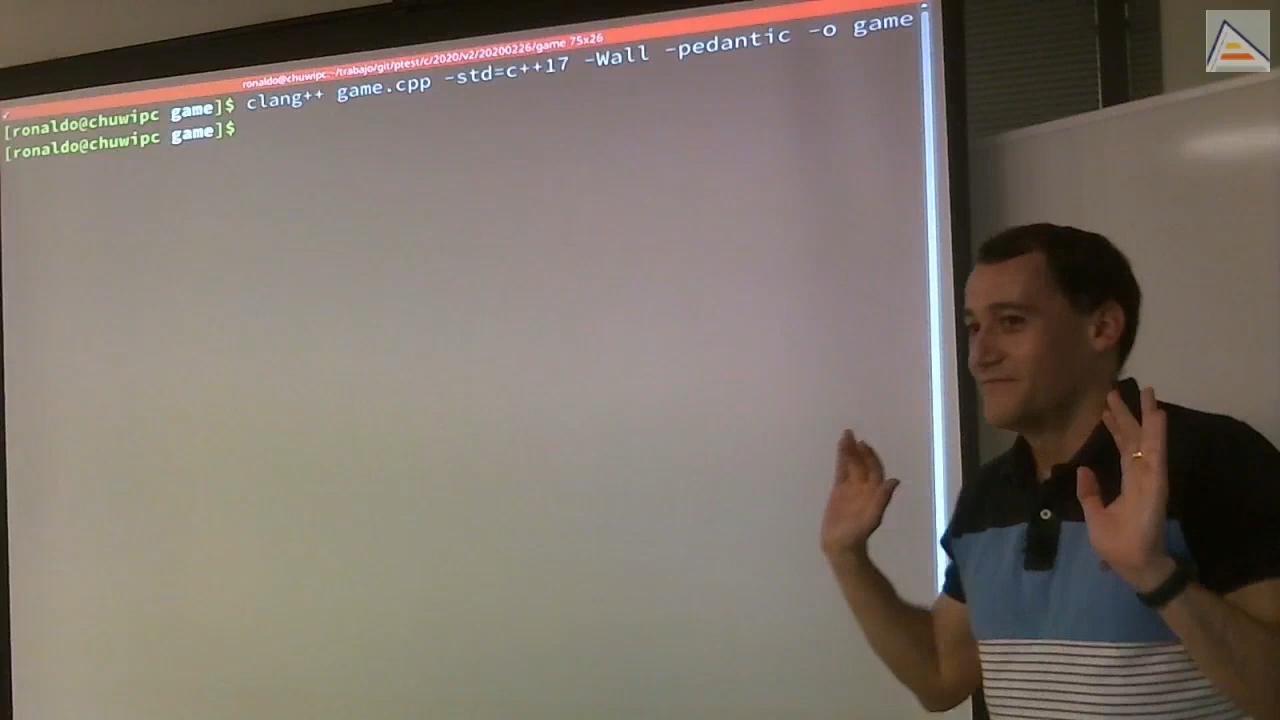 ronaldo@chuwipc:~/trabajo/git/ptest/c/2020/v2/20200226/game 75x26
[ronaldo@chuwipc game]$ clang++ game.cpp -std=c++17 -Wall -pedantic -o game
[ronaldo@chuwipc game]$